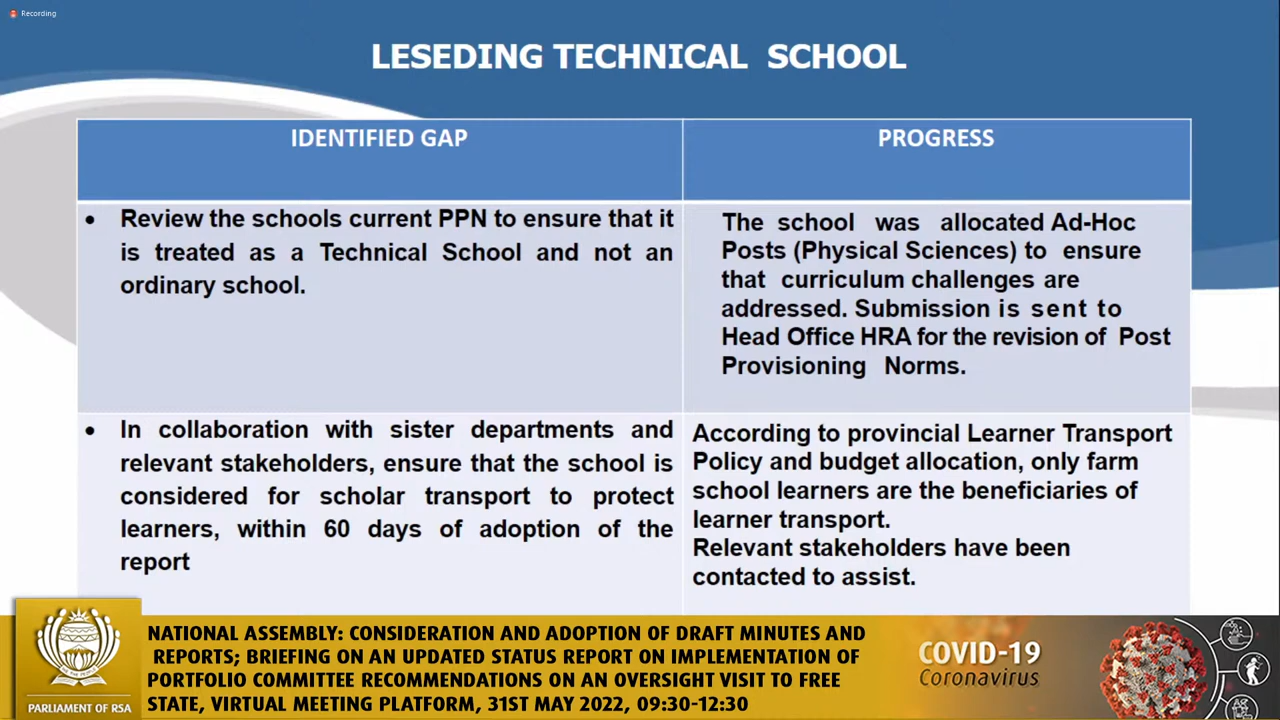 Recording
LESEDING TECHNICAL SCHOOL
IDENTIFIED GAP
PROGRESS
• Review the schools current PPN to ensure that it
is treated as a Technical School and not an
ordinary school.
The school was allocated Ad-Hoc
Posts (Physical Sciences) to ensure
that curriculum challenges are
addressed. Submission is sent to
Head Office HRA for the revision of Post
Provisioning Norms.
• In collaboration with sister departments and
relevant stakeholders, ensure that the school is
considered for scholar transport to protect
learners, within 60 days of adoption of the
report
According to provincial Learner Transport
Policy and budget allocation, only farm
school learners are the beneficiaries of
learner transport.
Relevant stakeholders have been
contacted to assist.
PARLIAMENT OF RSA
NATIONAL ASSEMBLY: CONSIDERATION AND ADOPTION OF DRAFT MINUTES AND
REPORTS; BRIEFING ON AN UPDATED STATUS REPORT ON IMPLEMENTATION OF
PORTFOLIO COMMITTEE RECOMMENDATIONS ON AN OVERSIGHT VISIT TO FREE
STATE, VIRTUAL MEETING PLATFORM, 31ST MAY 2022, 09:30-12:30
COVID-19
Coronavirus